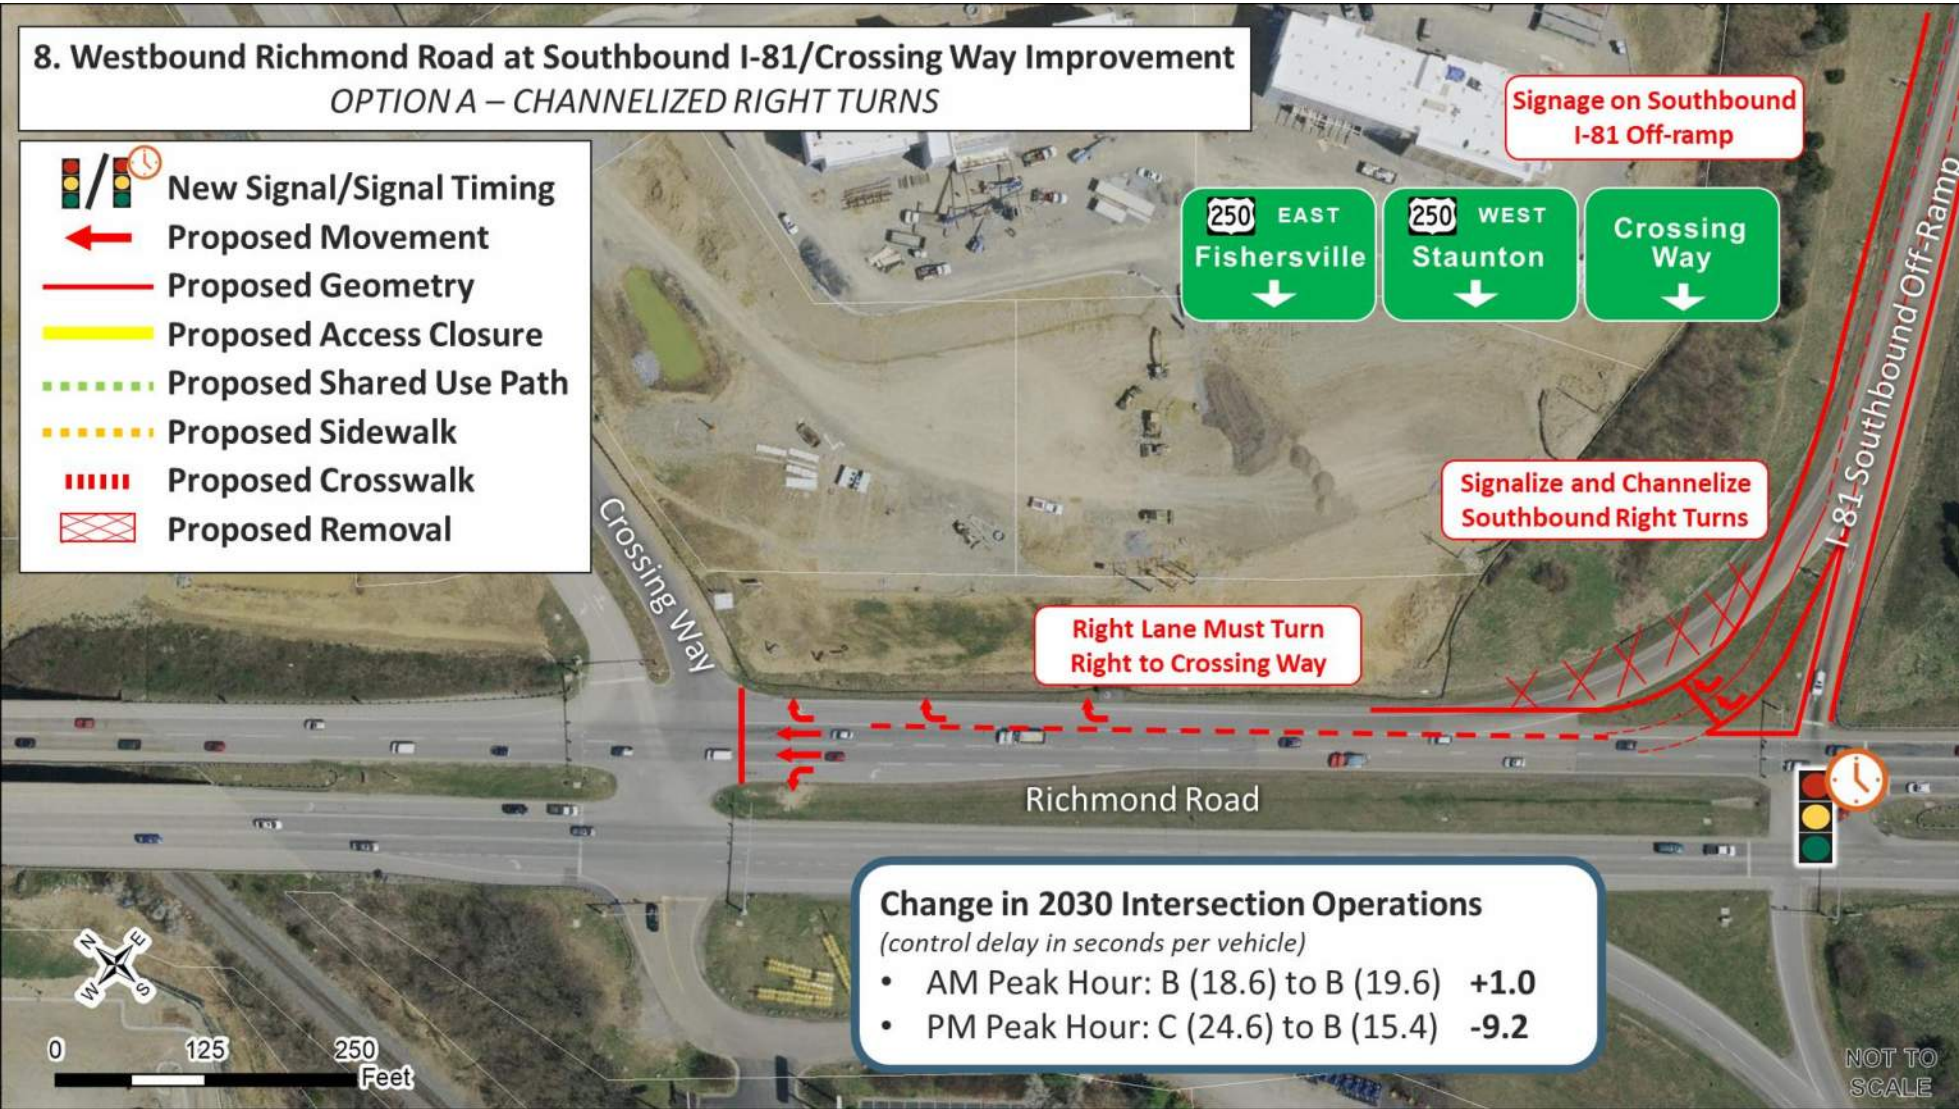 8. Westbound Richmond Road at Southbound I-81/Crossing Way Improvement
OPTION A – CHANNELIZED RIGHT TURNS
New Signal/Signal Timing
Proposed Movement
Proposed Geometry
Proposed Access Closure
Proposed Shared Use Path
Proposed Sidewalk
Proposed Crosswalk
Proposed Removal
Signage on Southbound
I-81 Off-ramp
250 EAST
Fishersville
250 WEST
Staunton
Crossing
Way
I-81 Southbound Off-Ramp
Signalize and Channelize
Southbound Right Turns
Crossing Way
Right Lane Must Turn
Right to Crossing Way
Richmond Road
Change in 2030 Intersection Operations
(control delay in seconds per vehicle)
• AM Peak Hour: B (18.6) to B (19.6) +1.0
• PM Peak Hour: C (24.6) to B (15.4) -9.2
N E
W S
0 125 250
Feet
NOT TO
SCALE